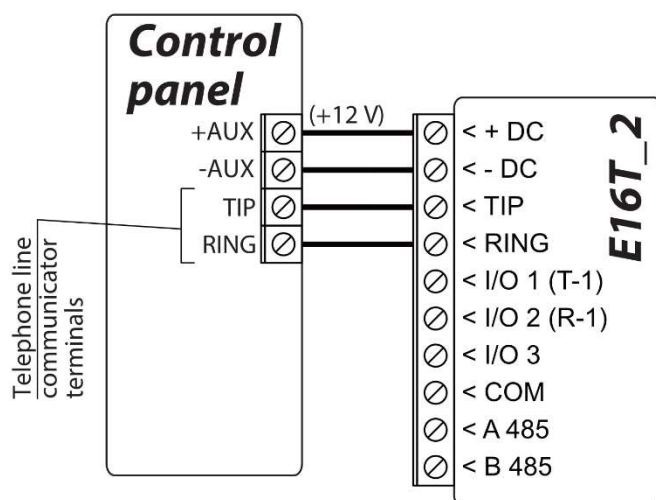 Control
panel
+AUX
-AUX
TIP
RING
(+12 V)
Telephone line
communicator
terminals
E16T_2
< + DC
< - DC
< TIP
< RING
< I/O 1 (T-1)
< I/O 2 (R-1)
< I/O 3
< COM
< A 485
< B 485